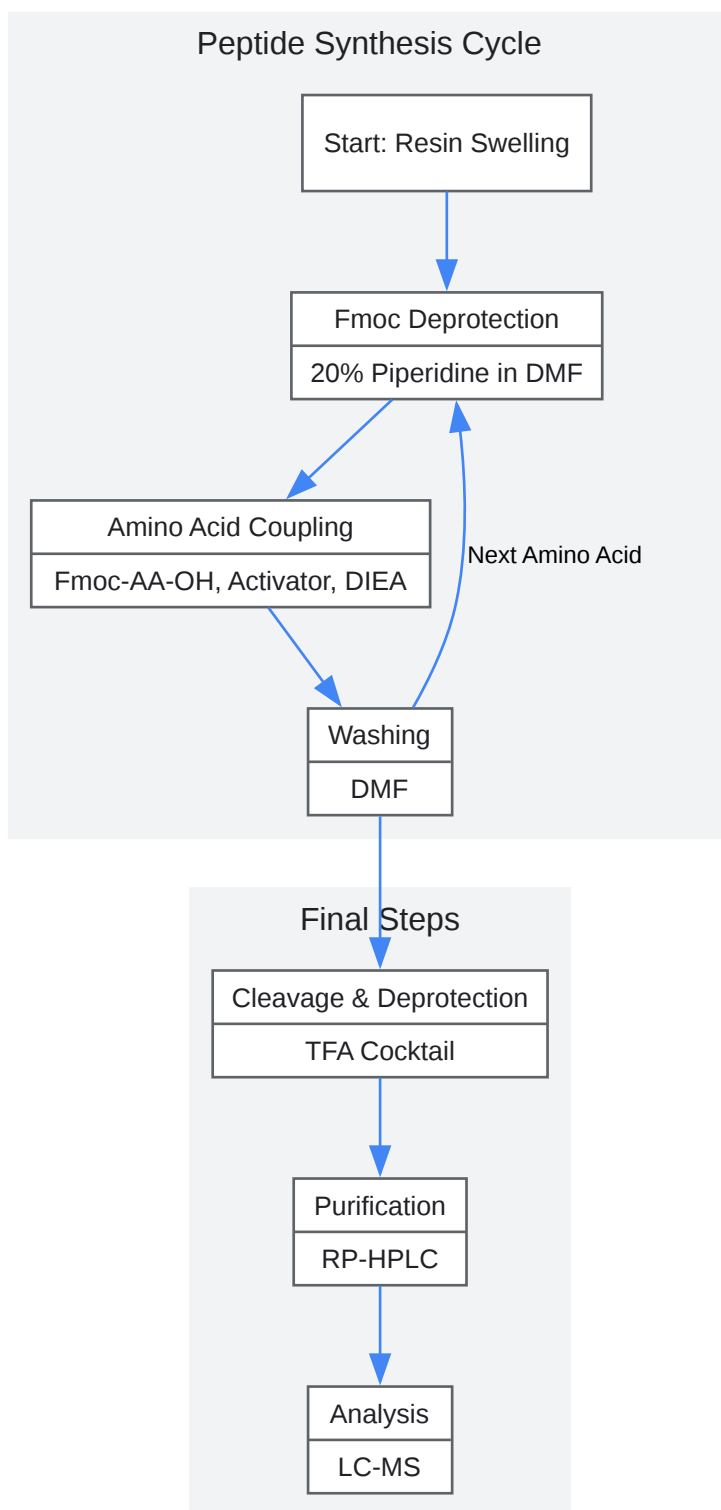 Peptide Synthesis Cycle
Start: Resin Swelling
Fmoc Deprotection
20% Piperidine in DMF
Amino Acid Coupling
Fmoc-AA-OH, Activator, DIEA
Next Amino Acid
Washing
DMF
Final Steps
Cleavage & Deprotection
TFA Cocktail
Purification
RP-HPLC
Analysis
LC-MS